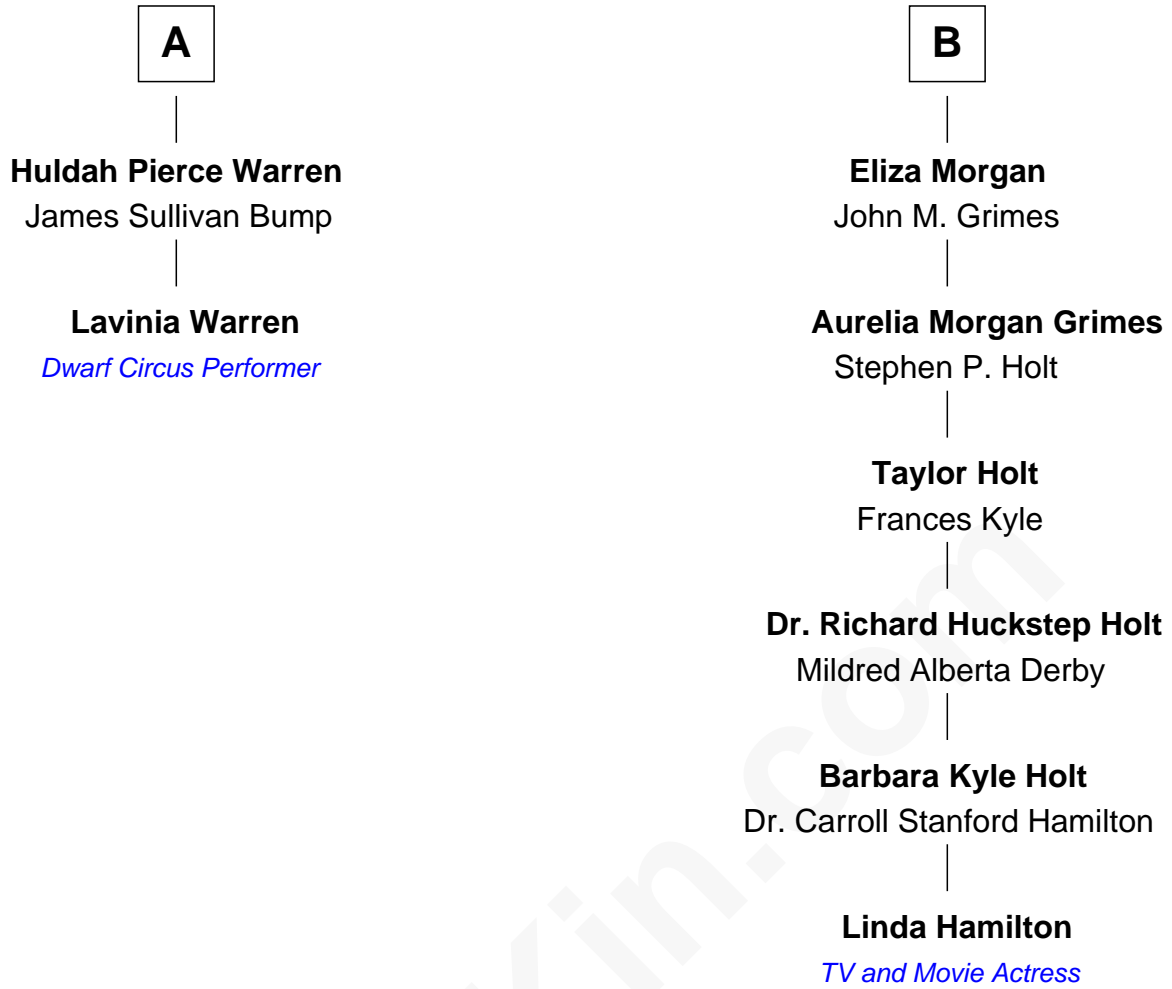 A
Huldah Pierce Warren
James Sullivan Bump
Lavinia Warren
Dwarf Circus Performer
B
Eliza Morgan
John M. Grimes
Aurelia Morgan Grimes
Stephen P. Holt
Taylor Holt
Frances Kyle
Dr. Richard Huckstep Holt
Mildred Alberta Derby
Barbara Kyle Holt
Dr. Carroll Stanford Hamilton
Linda Hamilton
TV and Movie Actress
Kin.com